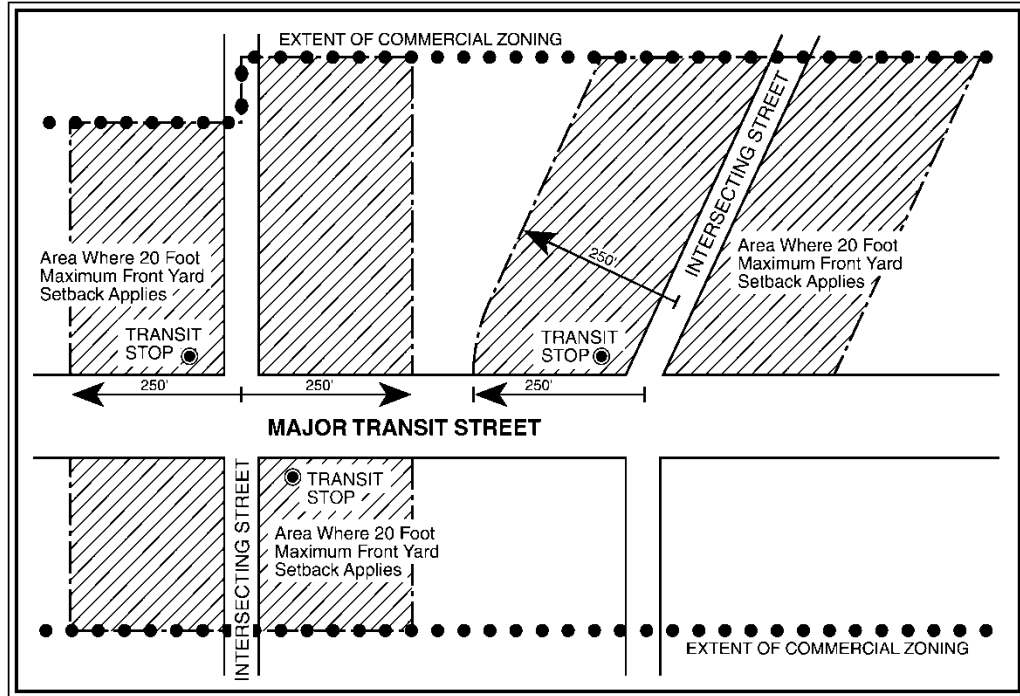 EXTENT OF COMMERCIAL ZONING
INTERSECTING STREET
250'
Area Where 20 Foot
Maximum Front Yard
Setback Applies
Area Where 20 Foot
Maximum Front Yard
Setback Applies
TRANSIT
STOP
TRANSIT
STOP
250'
250'
250'
MAJOR TRANSIT STREET
INTERSECTING STREET
TRANSIT
STOP
Area Where 20 Foot
Maximum Front Yard
Setback Applies
EXTENT OF COMMERCIAL ZONING